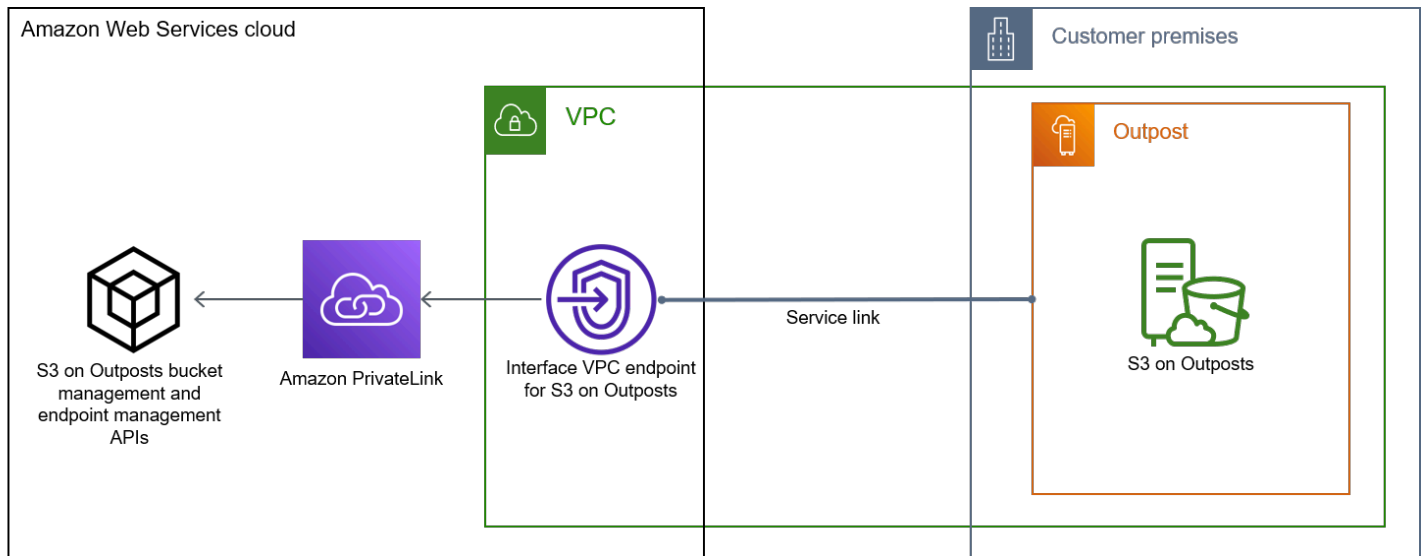 Amazon Web Services cloud
Customer premises
VPC
Outpost
Service link
S3 on Outposts bucket
management and
endpoint management
APIs
Amazon PrivateLink
Interface VPC endpoint
for S3 on Outposts
S3 on Outposts